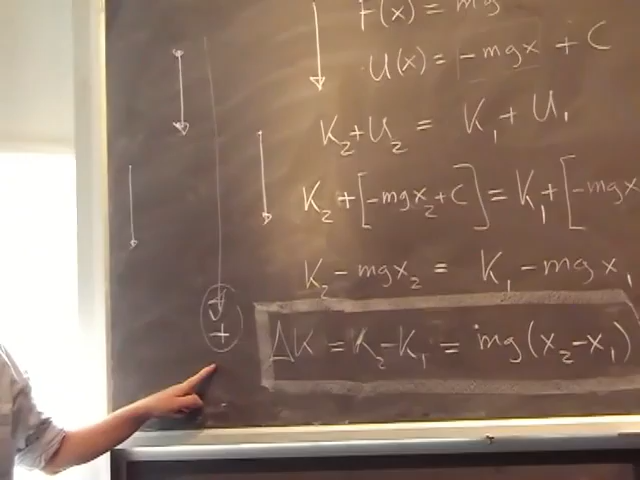 F(x) = mg
U(x) = -mgx + C
K₂+U₂ = K₁+U₁
K₂+[-mgx₂+C]=K₁+[-mgx
K₂-mgx₂ = K₁-mgx₁
+
ΔK = K₂-K₁ = mg(x₂-x₁)